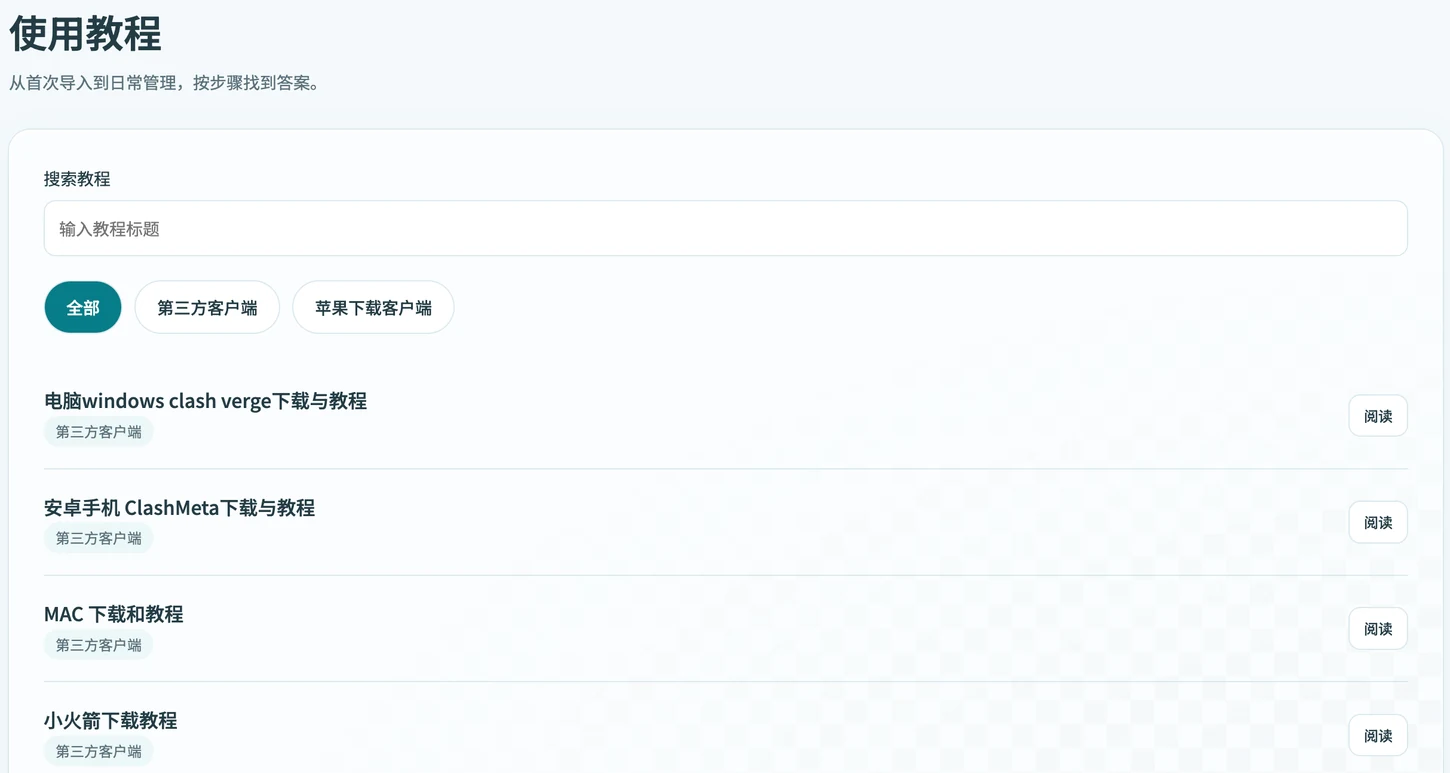 使用教程
从首次导入到日常管理，按步骤找到答案。
搜索教程
输入教程标题
全部
第三方客户端
苹果下载客户端
电脑windows clash verge下载与教程
第三方客户端
阅读
安卓手机 ClashMeta下载与教程
第三方客户端
阅读
MAC 下载和教程
第三方客户端
阅读
小火箭下载教程
第三方客户端
阅读